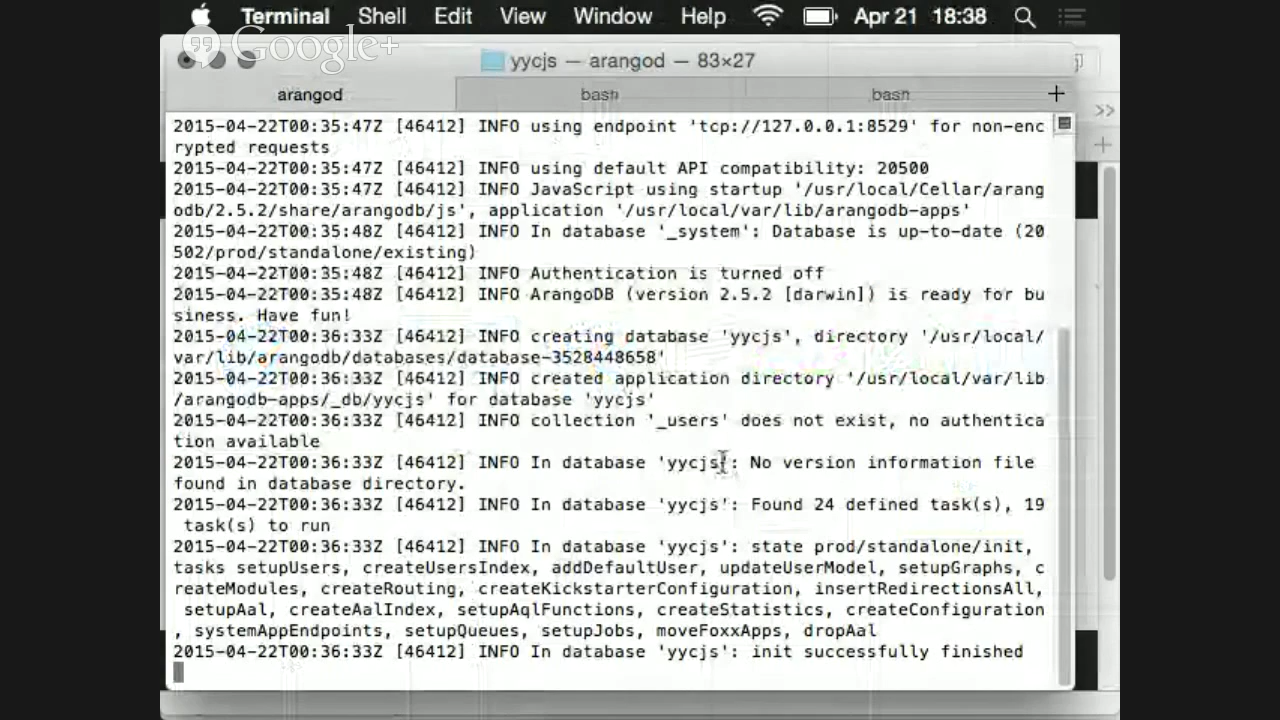 Terminal Shell Edit View Window Help Apr 21 18:38
Google+
yycjs — arangod — 83×27
arangod bash bash +
2015-04-22T00:35:47Z [46412] INFO using endpoint 'tcp://127.0.0.1:8529' for non-enc
rypted requests
2015-04-22T00:35:47Z [46412] INFO using default API compatibility: 20500
2015-04-22T00:35:47Z [46412] INFO JavaScript using startup '/usr/local/Cellar/arang
odb/2.5.2/share/arangodb/js', application '/usr/local/var/lib/arangodb-apps'
2015-04-22T00:35:48Z [46412] INFO In database '_system': Database is up-to-date (20
502/prod/standalone/existing)
2015-04-22T00:35:48Z [46412] INFO Authentication is turned off
2015-04-22T00:35:48Z [46412] INFO ArangoDB (version 2.5.2 [darwin]) is ready for bu
siness. Have fun!
2015-04-22T00:36:33Z [46412] INFO creating database 'yycjs', directory '/usr/local/
var/lib/arangodb/databases/database-3528448658'
2015-04-22T00:36:33Z [46412] INFO created application directory '/usr/local/var/lib
/arangodb-apps/_db/yycjs' for database 'yycjs'
2015-04-22T00:36:33Z [46412] INFO collection '_users' does not exist, no authentica
tion available
2015-04-22T00:36:33Z [46412] INFO In database 'yycjs': No version information file
found in database directory.
2015-04-22T00:36:33Z [46412] INFO In database 'yycjs': Found 24 defined task(s), 19
 task(s) to run
2015-04-22T00:36:33Z [46412] INFO In database 'yycjs': state prod/standalone/init,
tasks setupUsers, createUsersIndex, addDefaultUser, updateUserModel, setupGraphs, c
reateModules, createRouting, createKickstarterConfiguration, insertRedirectionsAll,
 setupAal, createAalIndex, setupAqlFunctions, createStatistics, createConfiguration
, systemAppEndpoints, setupQueues, setupJobs, moveFoxxApps, dropAal
2015-04-22T00:36:33Z [46412] INFO In database 'yycjs': init successfully finished